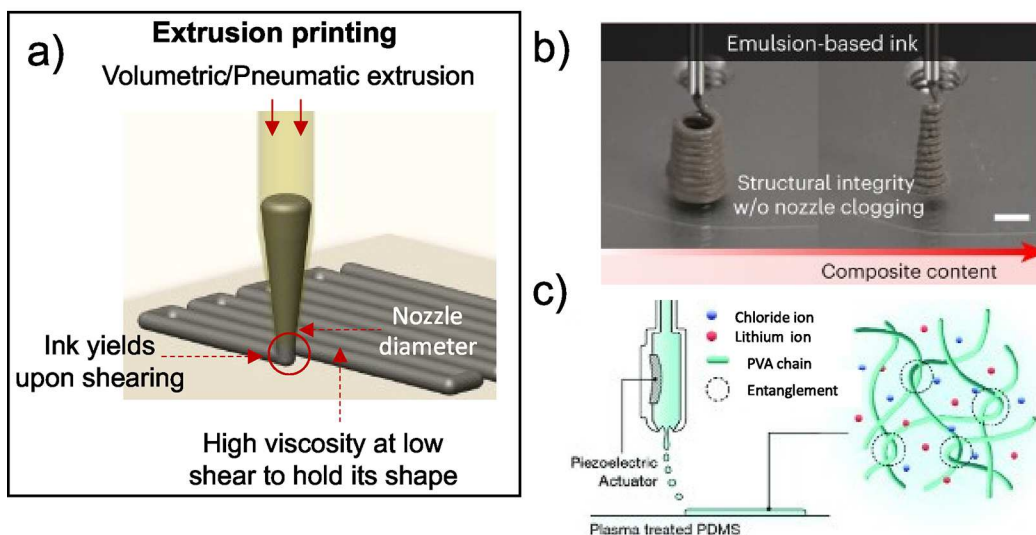 a)
Extrusion printing
Volumetric/Pneumatic extrusion
Nozzle
diameter
Ink yields
upon shearing
High viscosity at low
shear to hold its shape
b)
Emulsion-based ink
Structural integrity
w/o nozzle clogging
Composite content
c)
Chloride ion
Lithium ion
PVA chain
Entanglement
Piezoelectric
Actuator
Plasma treated PDMS